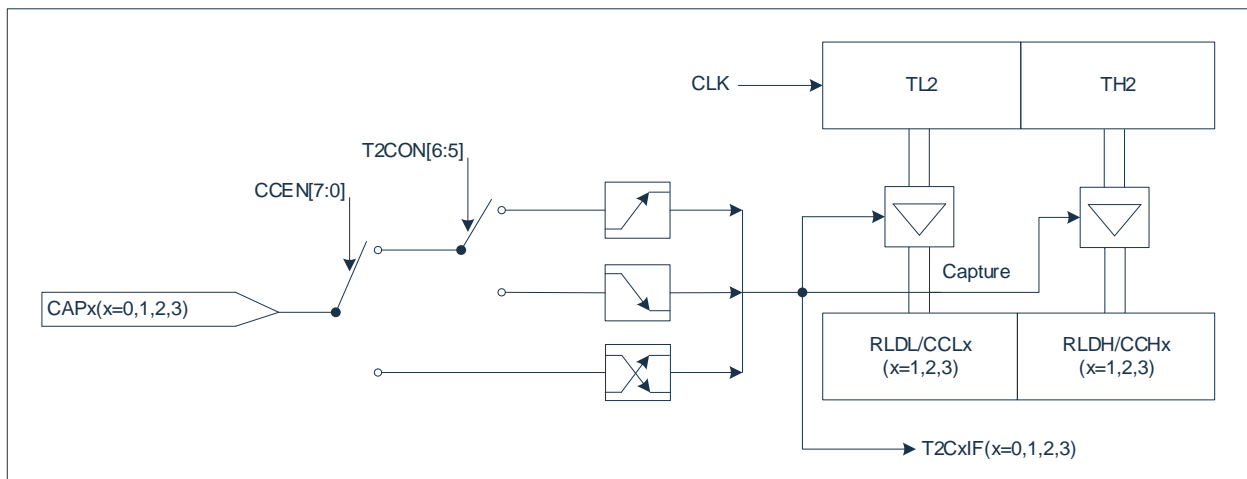 CLK
TL2
TH2
T2CON[6:5]
CCEN[7:0]
Capture
CAPx(x=0,1,2,3)
RLDL/CCLx
(x=1,2,3)
RLDH/CCHx
(x=1,2,3)
T2CxIF(x=0,1,2,3)